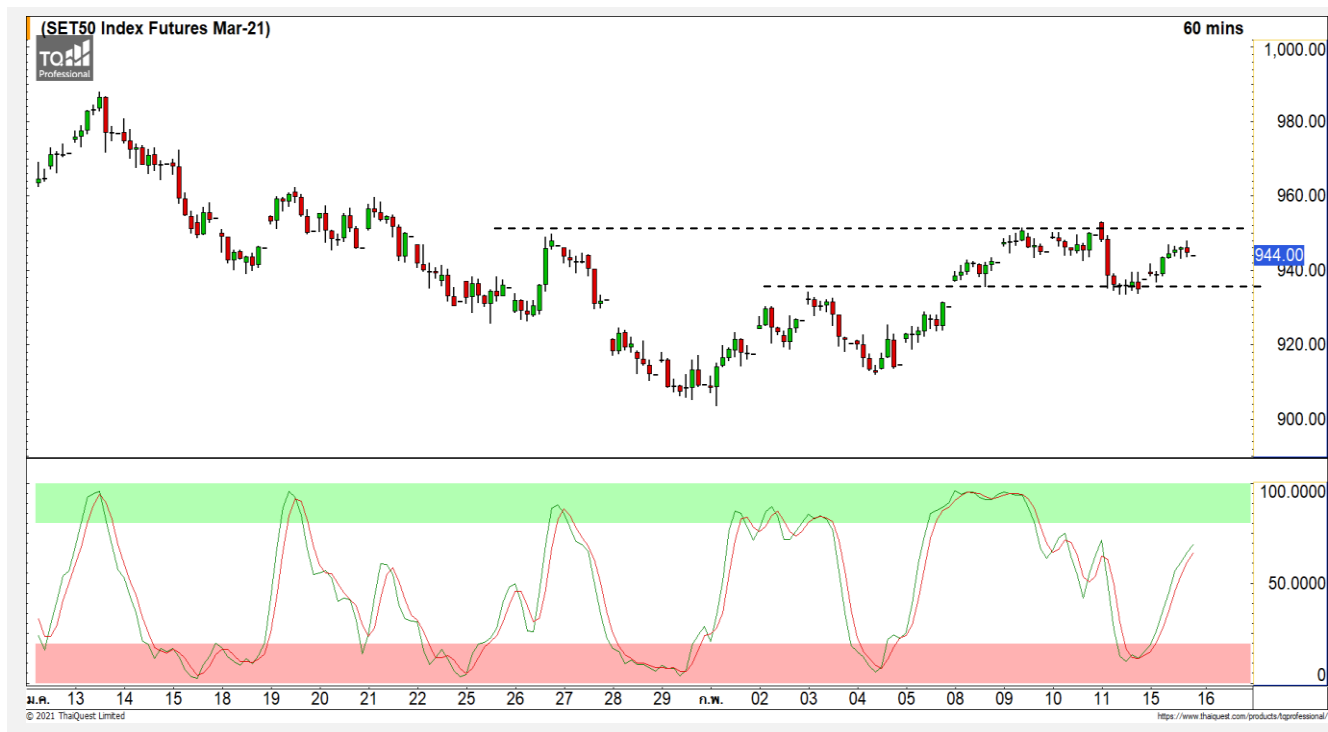 (SET50 Index Futures Mar-21)
60 mins
TQ
Professional
1,000.00
980.00
960.00
944.00
940.00
920.00
900.00
100.0000
50.0000
0
ม.ค. 13 14 15 18 19 20 21 22 25 26 27 28 29 ก.พ. 02 03 04 05 08 09 10 11 15 16
© 2021 ThaiQuest Limited
https://www.thaiquest.com/products/tqprofessional/